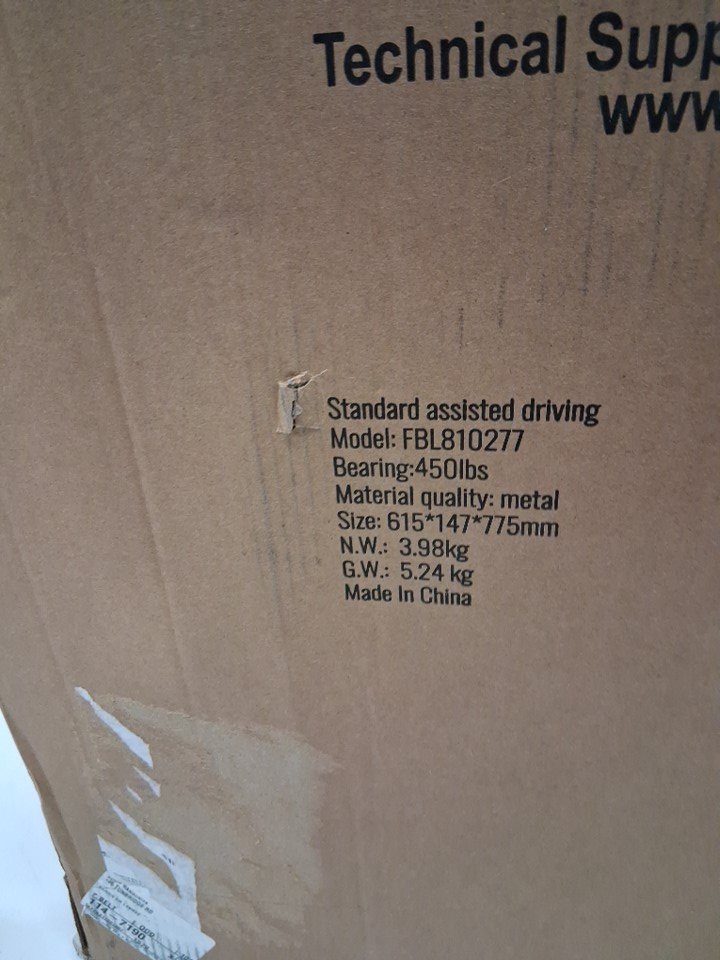 Technical Supp
www
Standard assisted driving
Model: FBL810277
Bearing:450lbs
Material quality: metal
Size: 615*147*775mm
N.W.: 3.98kg
G.W.: 5.24 kg
Made In China
7190